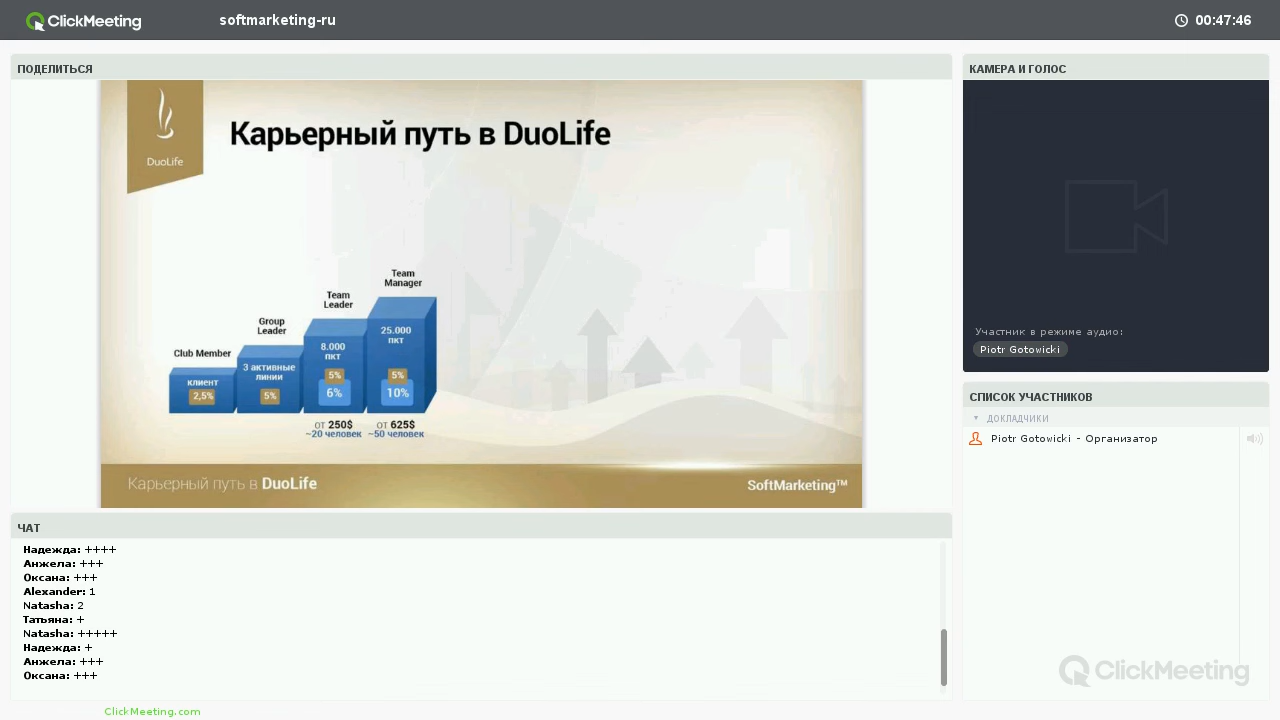 ClickMeeting
softmarketing-ru
00:47:46
ПОДЕЛИТЬСЯ
DuoLife
Карьерный путь в DuoLife
Club Member
клиент
2,5%
Group
Leader
3 активные
линии
5%
Team
Leader
8.000
пкт
5%
6%
от 250$
~20 человек
Team
Manager
25.000
пкт
5%
10%
от 625$
~50 человек
Карьерный путь в DuoLife
SoftMarketing™
ЧАТ
Надежда: ++++
Анжела: +++
Оксана: +++
Alexander: 1
Natasha: 2
Татьяна: +
Natasha: +++++
Надежда: +
Анжела: +++
Оксана: +++
ClickMeeting.com
КАМЕРА И ГОЛОС
Участник в режиме аудио:
Piotr Gotowicki
СПИСОК УЧАСТНИКОВ
ДОКЛАДЧИКИ
Piotr Gotowicki - Организатор
ClickMeeting